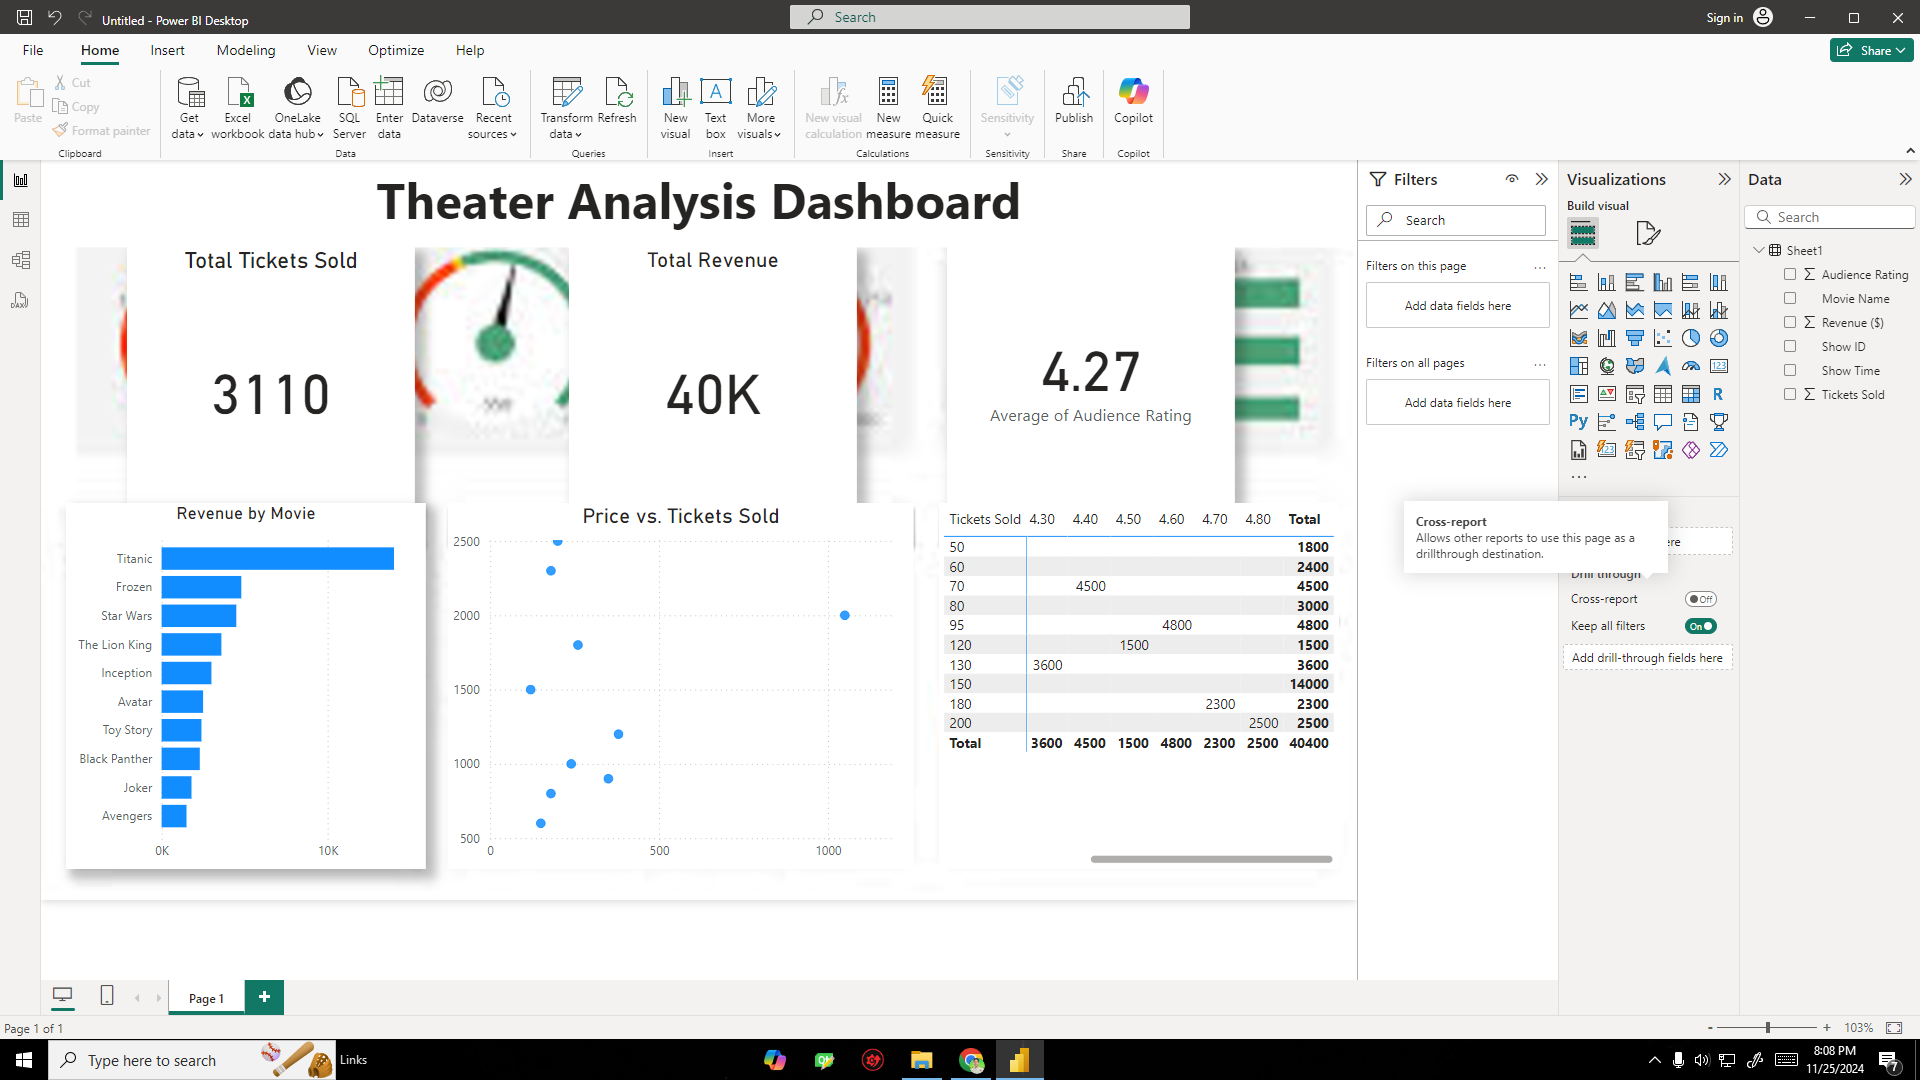 Untitled - Power BI Desktop
Search
Sign in
File Home Insert Modeling View Optimize Help
Share
Paste
Cut
Copy
Format painter
Clipboard
Get data
Excel workbook
OneLake data hub
SQL Server
Enter data
Dataverse
Recent sources
Data
Transform data
Refresh
Queries
New visual
Text box
More visuals
Insert
New visual calculation
New measure
Quick measure
Calculations
Sensitivity
Sensitivity
Publish
Share
Copilot
Copilot
Theater Analysis Dashboard
Total Tickets Sold
3110
Total Revenue
40K
4.27
Average of Audience Rating
Revenue by Movie
Titanic
Frozen
Star Wars
The Lion King
Inception
Avatar
Toy Story
Black Panther
Joker
Avengers
0K 10K
Price vs. Tickets Sold
2500
2000
1500
1000
500
0 500 1000
Tickets Sold 4.30 4.40 4.50 4.60 4.70 4.80 Total
50 1800
60 2400
70 4500 4500
80 3000
95 4800 4800
120 1500 1500
130 3600 3600
150 14000
180 2300 2300
200 2500 2500
Total 3600 4500 1500 4800 2300 2500 40400
Filters
Search
Filters on this page
Add data fields here
Filters on all pages
Add data fields here
Visualizations
Build visual
Cross-report
Allows other reports to use this page as a
drillthrough destination.
Drill through
Cross-report Off
Keep all filters On
Add drill-through fields here
Data
Search
Sheet1
Audience Rating
Movie Name
Revenue ($)
Show ID
Show Time
Tickets Sold
Page 1
Page 1 of 1
103%
Type here to search
Links
8:08 PM
11/25/2024
7